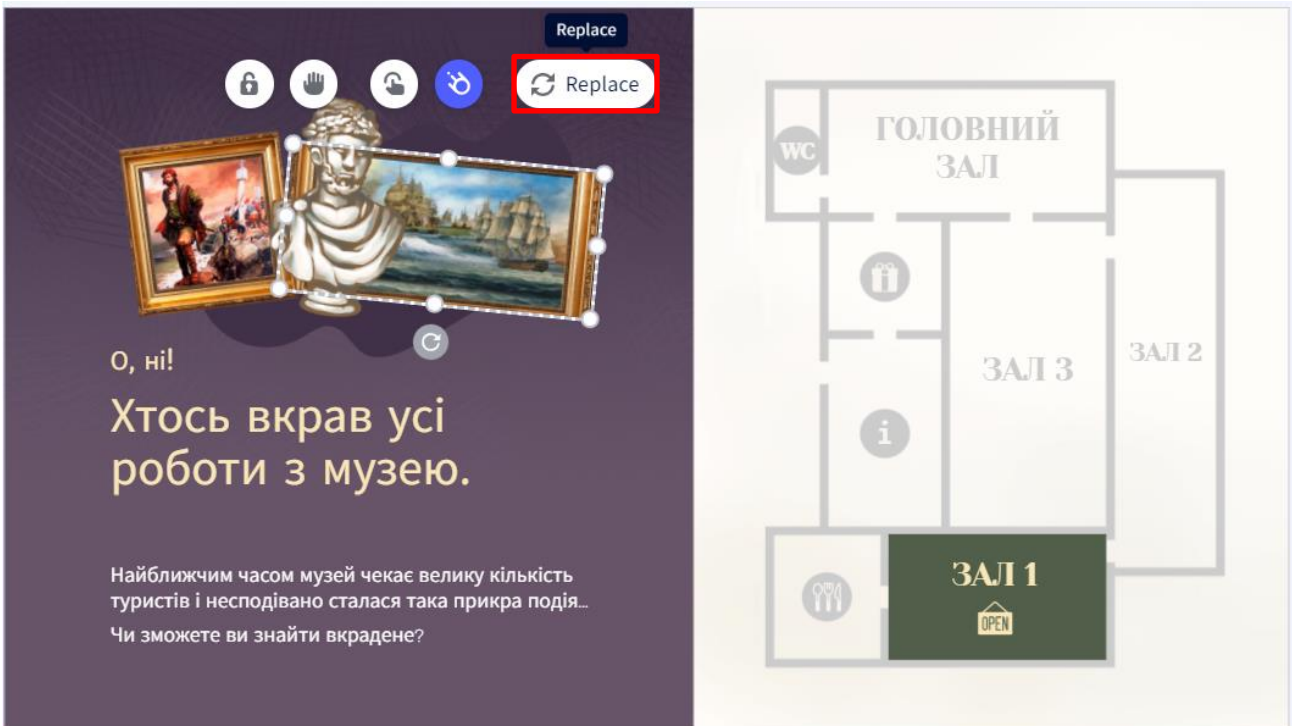 Replace
Replace
О, ні!
Хтось вкрав усі
роботи з музею.
Найближчим часом музей чекає велику кількість
туристів і несподівано сталася така прикра подія...
Чи зможете ви знайти вкрадене?
WC
ГОЛОВНИЙ
ЗАЛ
ЗАЛ 3
ЗАЛ 2
i
ЗАЛ 1
OPEN